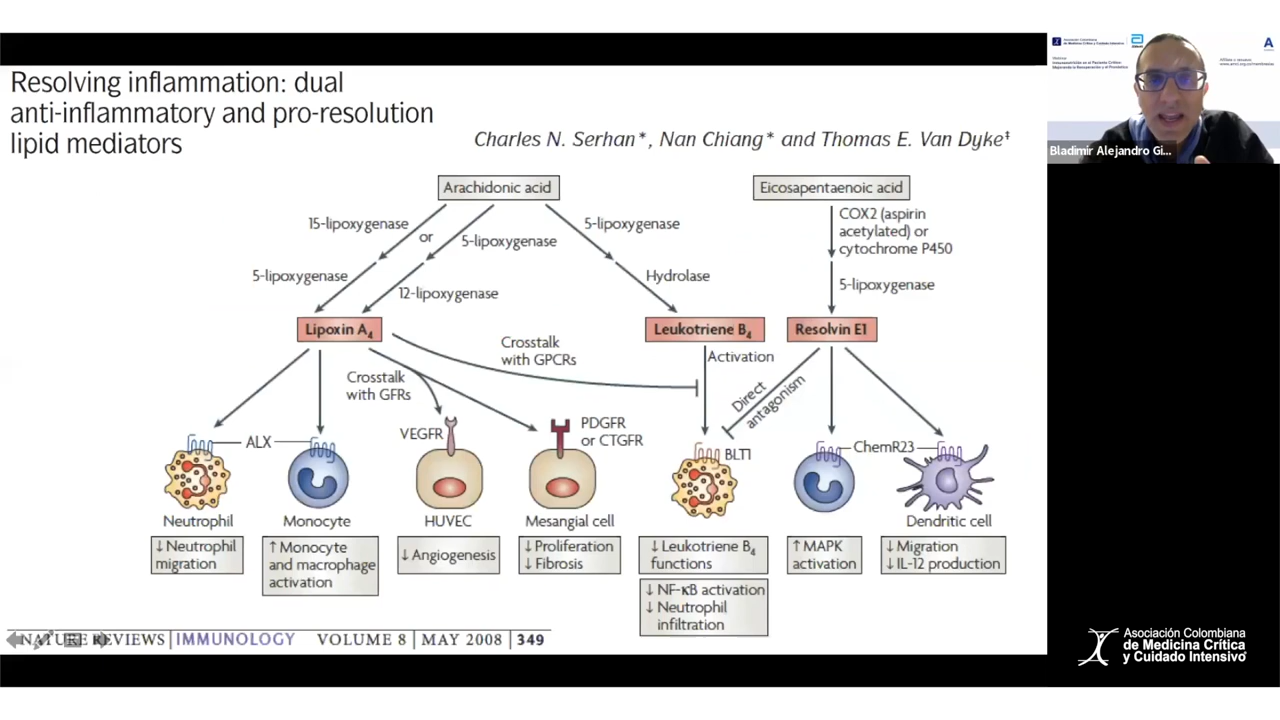 Resolving inflammation: dual
anti-inflammatory and pro-resolution
lipid mediators
Charles N. Serhan*, Nan Chiang* and Thomas E. Van Dyke‡
Arachidonic acid
Eicosapentaenoic acid
15-lipoxygenase
or
5-lipoxygenase
5-lipoxygenase
COX2 (aspirin
acetylated) or
cytochrome P450
5-lipoxygenase
12-lipoxygenase
Hydrolase
5-lipoxygenase
Lipoxin A4
Leukotriene B4
Resolvin E1
Crosstalk
with GPCRs
Activation
Crosstalk
with GFRs
Direct
antagonism
ALX
VEGFR
PDGFR
or CTGFR
BLT1
ChemR23
Neutrophil
Monocyte
HUVEC
Mesangial cell
Dendritic cell
↓ Neutrophil
migration
↑ Monocyte
and macrophage
activation
↓ Angiogenesis
↓ Proliferation
↓ Fibrosis
↓ Leukotriene B4
functions
↓ NF-κB activation
↓ Neutrophil
infiltration
↑ MAPK
activation
↓ Migration
↓ IL-12 production
NATURE REVIEWS | IMMUNOLOGY VOLUME 8 | MAY 2008 | 349
Bladimir Alejandro Gi...
Asociación Colombiana
de Medicina Crítica
y Cuidado Intensivo